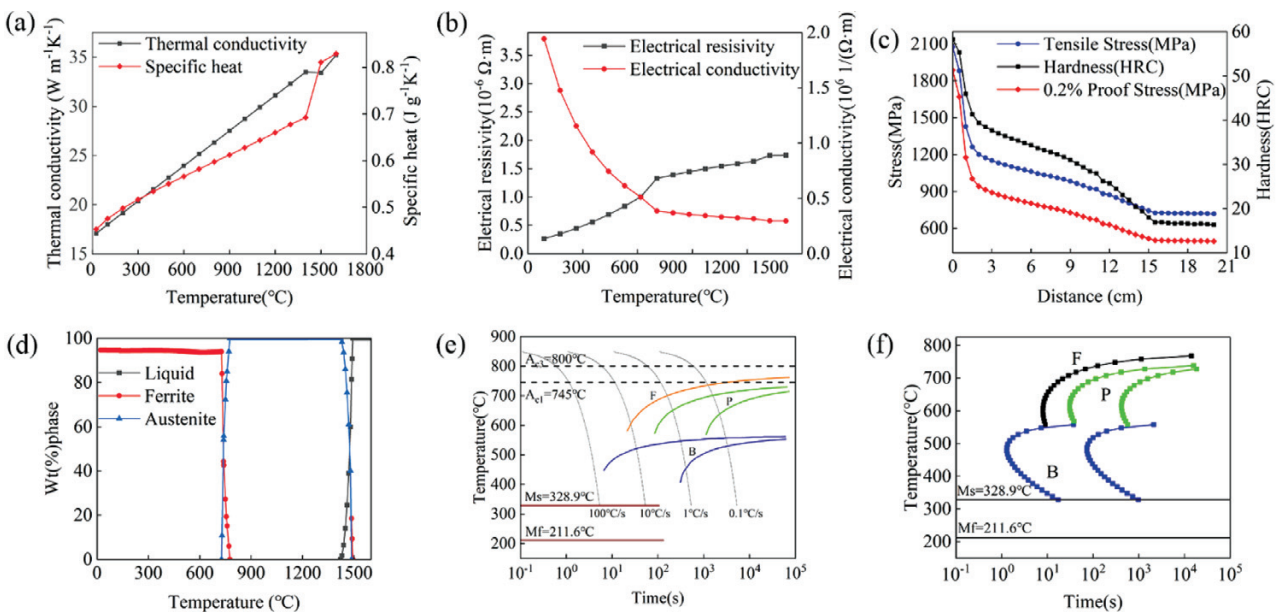 (a)
Thermal conductivity
Specific heat
Thermal conductivity (W m⁻¹K⁻¹)
35
30
25
20
15
0.8
0.7
0.6
0.5
0.4
Specific heat (J g⁻¹K⁻¹)
0 300 600 900 1200 1500 1800
Temperature(℃)
(b)
Electrical resisivity
Electrical conductivity
Eletrical resisivity(10⁻⁶ Ω·m)
3.5
3.0
2.5
2.0
1.5
1.0
0.5
0.0
2.0
1.5
1.0
0.5
0.0
Electrical conductivity(10⁶ 1/(Ω·m)
0 300 600 900 1200 1500
Temperature(℃)
(c)
Tensile Stress(MPa)
Hardness(HRC)
0.2% Proof Stress(MPa)
Stress(MPa)
2100
1800
1500
1200
900
600
60
50
40
30
20
10
Hardness(HRC)
0 3 6 9 12 15 18 21
Distance (cm)
(d)
Liquid
Ferrite
Austenite
Wt(%)phase
100
80
60
40
20
0
0 300 600 900 1200 1500
Temperature (℃)
(e)
Temperature(℃)
900
800
700
600
500
400
300
200
Ac3=800℃
Ac1=745℃
F
P
B
Ms=328.9℃
100℃/s 10℃/s 1℃/s 0.1℃/s
Mf=211.6℃
10⁻¹ 10⁰ 10¹ 10² 10³ 10⁴ 10⁵
Time(s)
(f)
Temperature(℃)
800
700
600
500
400
300
200
F
P
B
Ms=328.9℃
Mf=211.6℃
10⁻¹ 10⁰ 10¹ 10² 10³ 10⁴ 10⁵
Time(s)